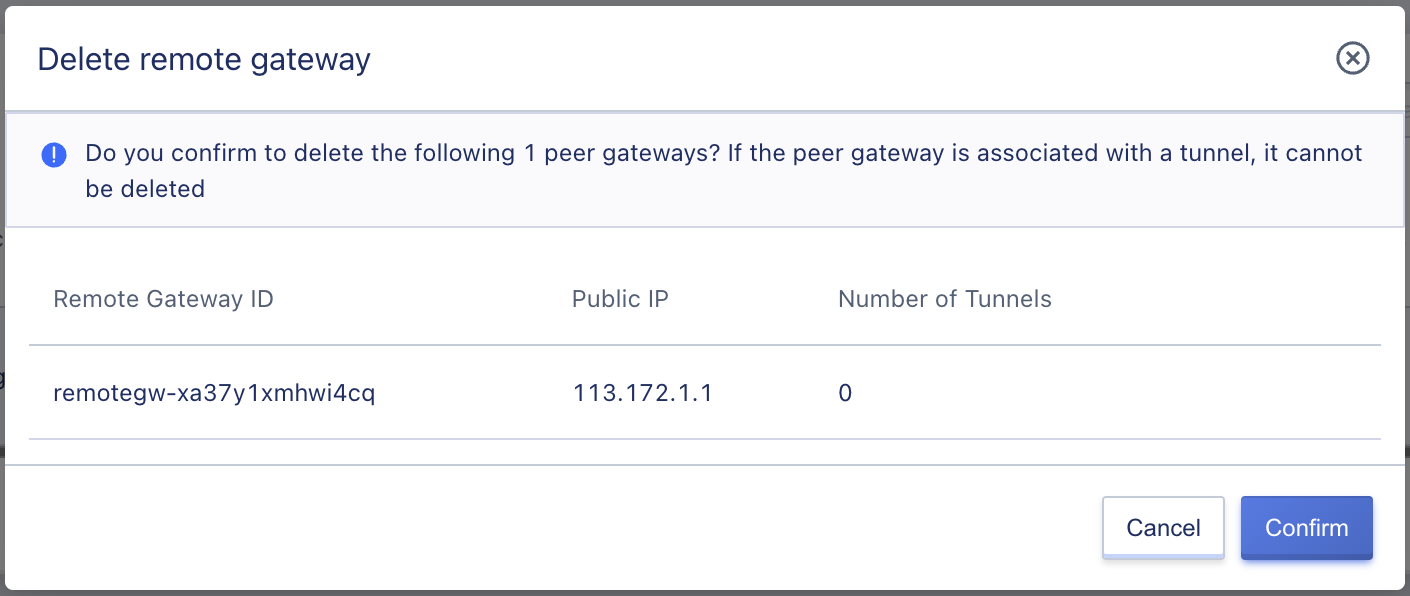 Delete remote gateway
Do you confirm to delete the following 1 peer gateways? If the peer gateway is associated with a tunnel, it cannot
be deleted
Remote Gateway ID Public IP Number of Tunnels
remotegw-xa37y1xmhwi4cq 113.172.1.1 0
Cancel Confirm